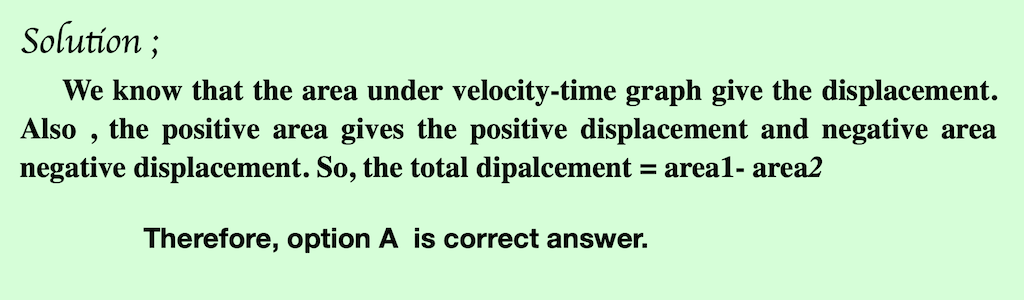 Solution ;
We know that the area under velocity-time graph give the displacement.
Also , the positive area gives the positive displacement and negative area
negative displacement. So, the total dipalcement = area1- area2
Therefore, option A is correct answer.